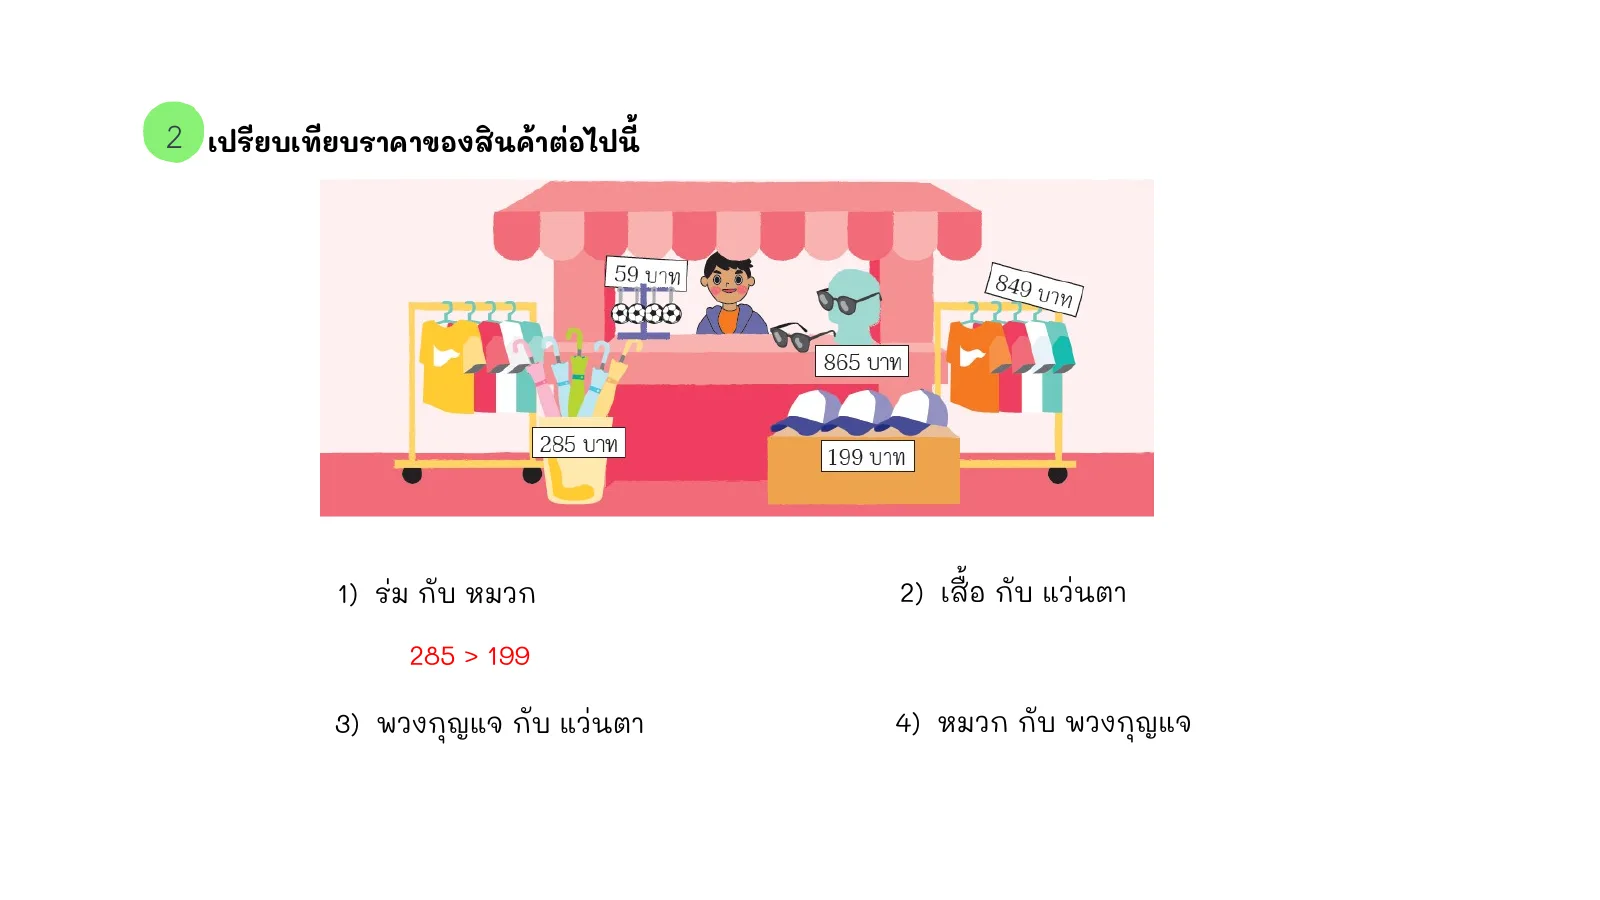 2 เปรียบเทียบราคาของสินค้าต่อไปนี้
59 บาท
849 บาท
865 บาท
285 บาท
199 บาท
1) ร่ม กับ หมวก
2) เสื้อ กับ แว่นตา
285 > 199
3) พวงกุญแจ กับ แว่นตา
4) หมวก กับ พวงกุญแจ